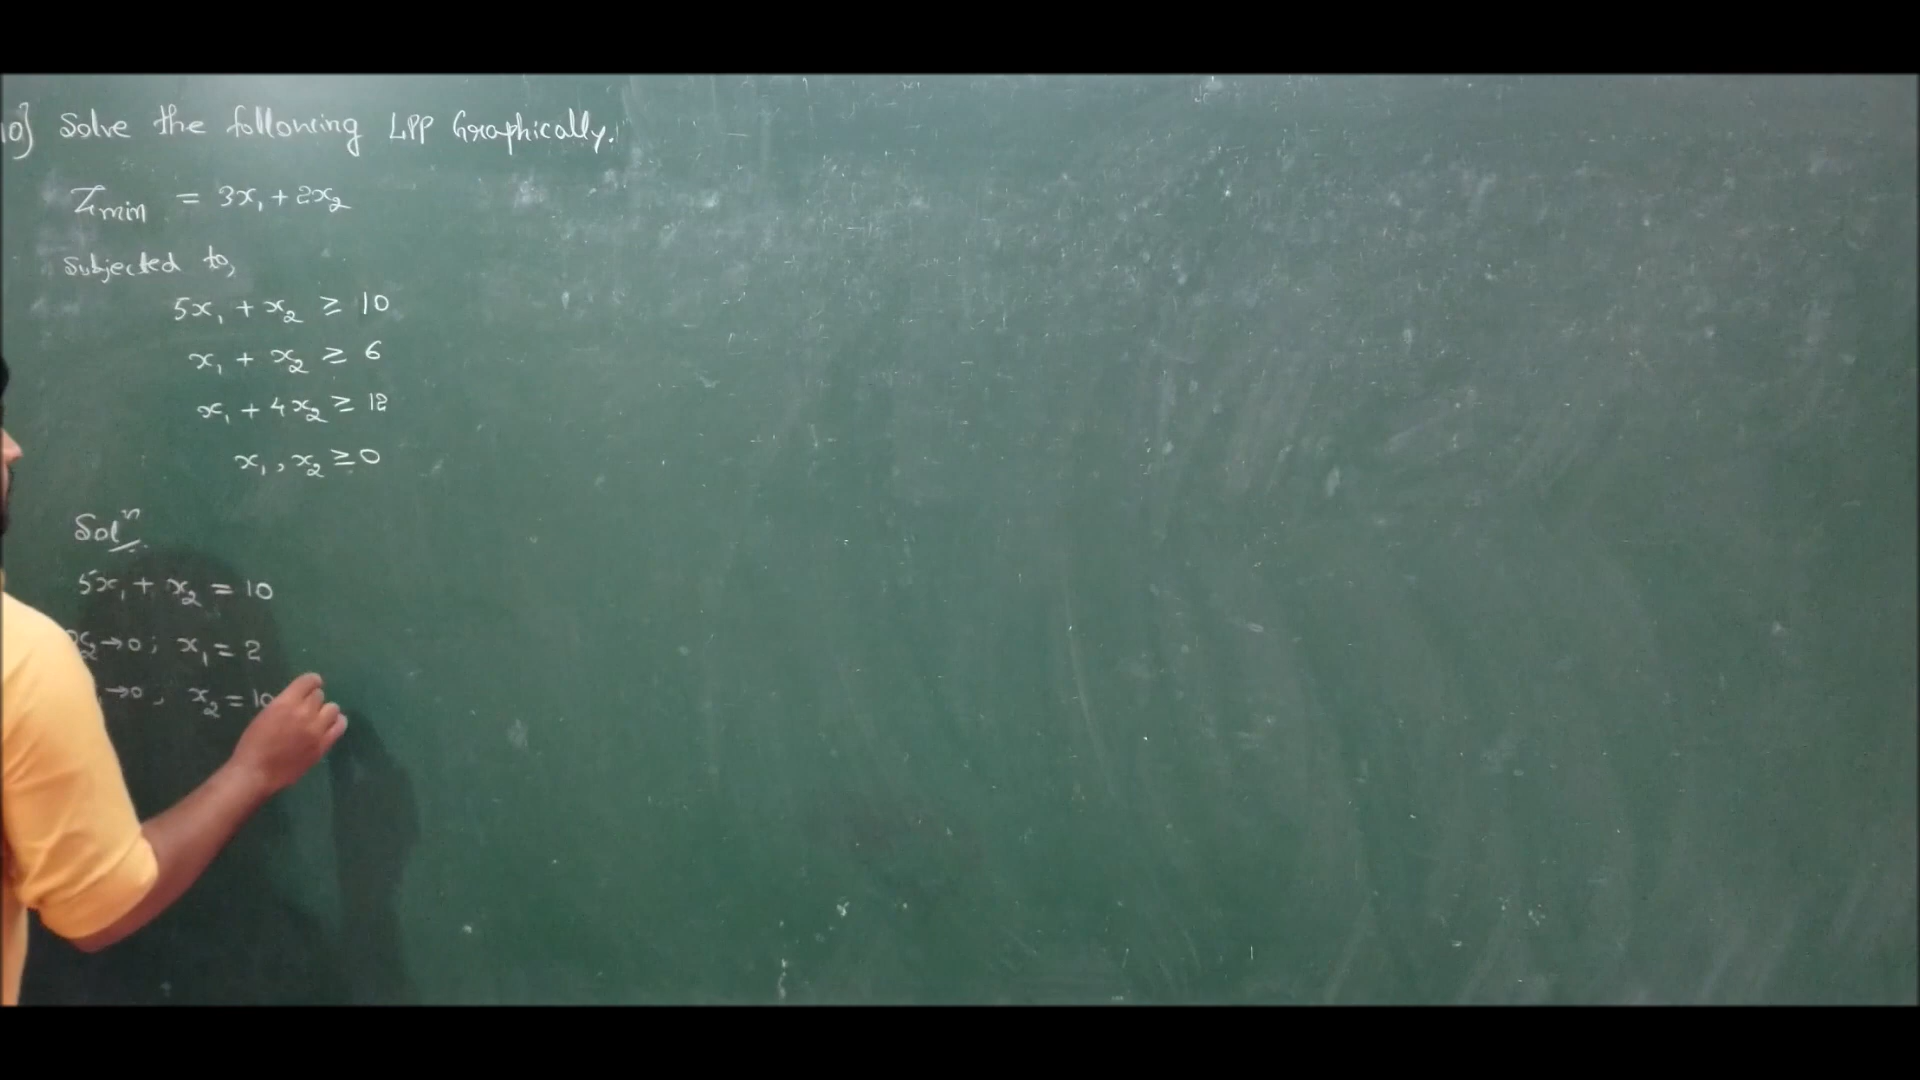 10] Solve the following LPP Graphically.
Zmin = 3x₁ + 2x₂
Subjected to,
5x₁ + x₂ ≥ 10
x₁ + x₂ ≥ 6
x₁ + 4x₂ ≥ 12
x₁, x₂ ≥ 0
Solⁿ
5x₁ + x₂ = 10
x₂→0; x₁ = 2
→0, x₂ = 10